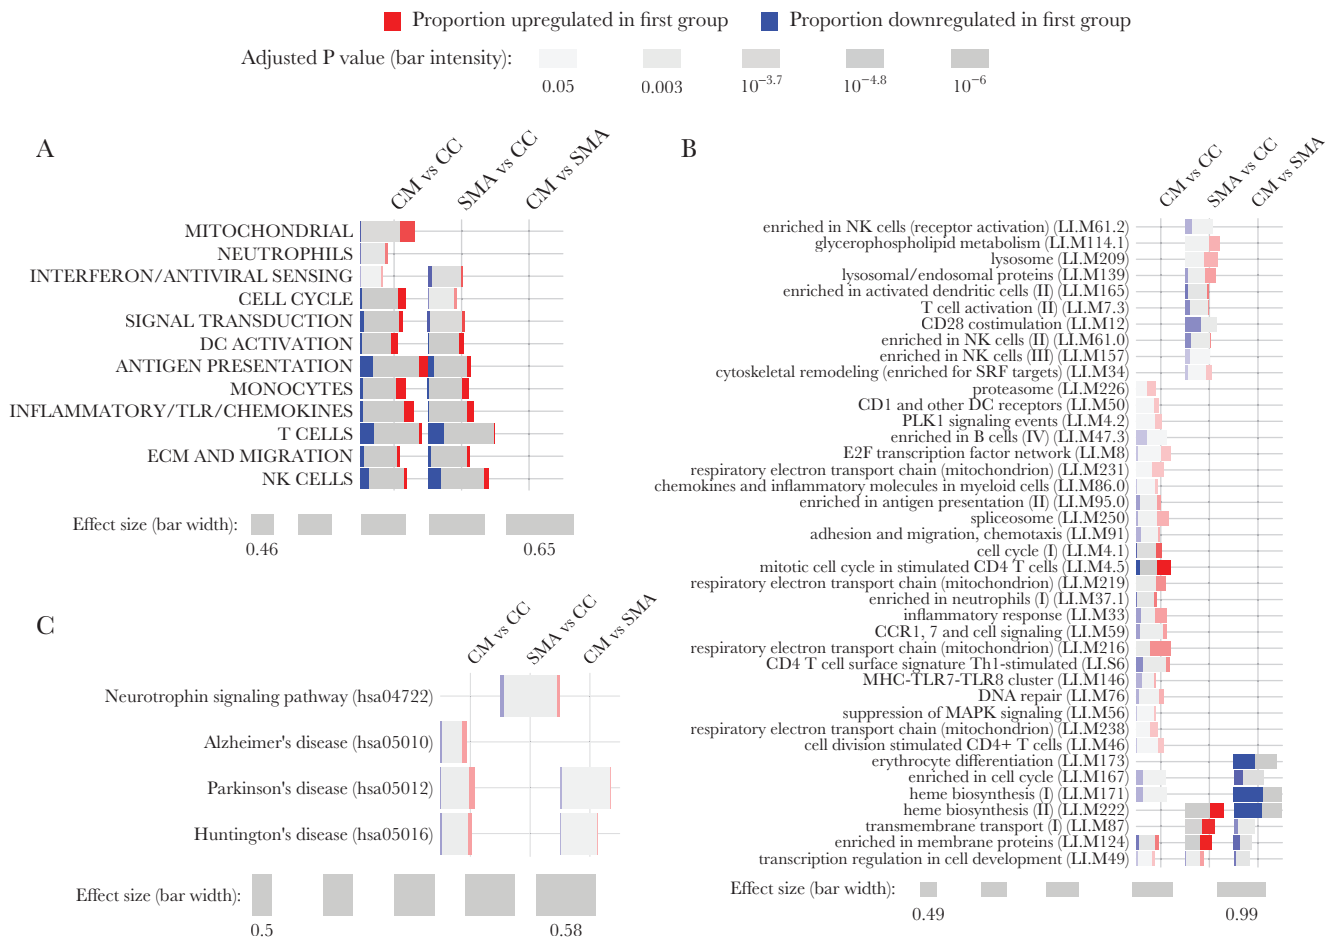 Proportion upregulated in first group Proportion downregulated in first group
Adjusted P value (bar intensity):
0.05 0.003 10−3.7 10−4.8 10−6
A
CM vs CC SMA vs CC CM vs SMA
MITOCHONDRIAL
NEUTROPHILS
INTERFERON/ANTIVIRAL SENSING
CELL CYCLE
SIGNAL TRANSDUCTION
DC ACTIVATION
ANTIGEN PRESENTATION
MONOCYTES
INFLAMMATORY/TLR/CHEMOKINES
T CELLS
ECM AND MIGRATION
NK CELLS
Effect size (bar width):
0.46 0.65
B
CM vs CC SMA vs CC CM vs SMA
enriched in NK cells (receptor activation) (LI.M61.2)
glycerophospholipid metabolism (LI.M114.1)
lysosome (LI.M209)
lysosomal/endosomal proteins (LI.M139)
enriched in activated dendritic cells (II) (LI.M165)
T cell activation (II) (LI.M7.3)
CD28 costimulation (LI.M12)
enriched in NK cells (II) (LI.M61.0)
enriched in NK cells (III) (LI.M157)
cytoskeletal remodeling (enriched for SRF targets) (LI.M34)
proteasome (LI.M226)
CD1 and other DC receptors (LI.M50)
PLK1 signaling events (LI.M4.2)
enriched in B cells (IV) (LI.M47.3)
E2F transcription factor network (LI.M8)
respiratory electron transport chain (mitochondrion) (LI.M231)
chemokines and inflammatory molecules in myeloid cells (LI.M86.0)
enriched in antigen presentation (II) (LI.M95.0)
spliceosome (LI.M250)
adhesion and migration, chemotaxis (LI.M91)
cell cycle (I) (LI.M4.1)
mitotic cell cycle in stimulated CD4 T cells (LI.M4.5)
respiratory electron transport chain (mitochondrion) (LI.M219)
enriched in neutrophils (I) (LI.M37.1)
inflammatory response (LI.M33)
CCR1, 7 and cell signaling (LI.M59)
respiratory electron transport chain (mitochondrion) (LI.M216)
CD4 T cell surface signature Th1-stimulated (LI.S6)
MHC-TLR7-TLR8 cluster (LI.M146)
DNA repair (LI.M76)
suppression of MAPK signaling (LI.M56)
respiratory electron transport chain (mitochondrion) (LI.M238)
cell division stimulated CD4+ T cells (LI.M46)
erythrocyte differentiation (LI.M173)
enriched in cell cycle (LI.M167)
heme biosynthesis (I) (LI.M171)
heme biosynthesis (II) (LI.M222)
transmembrane transport (I) (LI.M87)
enriched in membrane proteins (LI.M124)
transcription regulation in cell development (LI.M49)
Effect size (bar width):
0.49 0.99
C
CM vs CC SMA vs CC CM vs SMA
Neurotrophin signaling pathway (hsa04722)
Alzheimer's disease (hsa05010)
Parkinson's disease (hsa05012)
Huntington's disease (hsa05016)
Effect size (bar width):
0.5 0.58